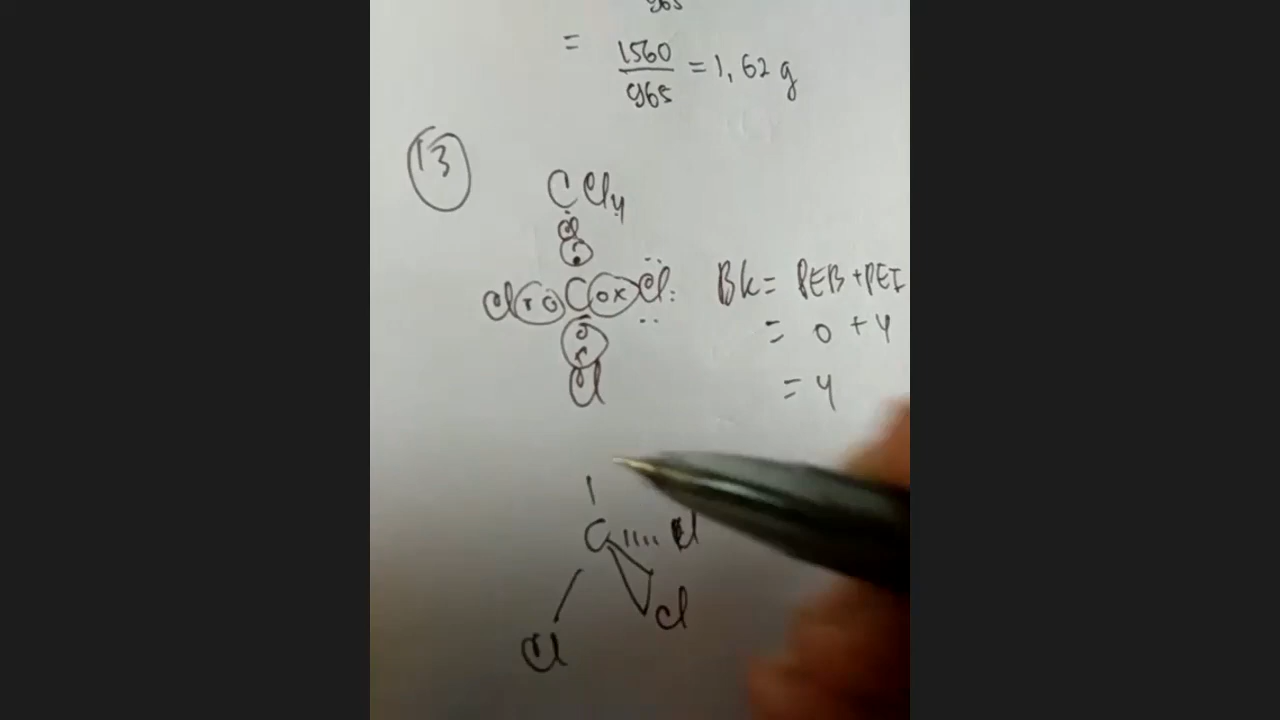 965
= 1560/965 = 1,62 g
13
CCl4
Cl
Cl x o C o x Cl
Cl
Bk = PEB + PEI
= 0 + 4
= 4
C Cl
Cl
Cl